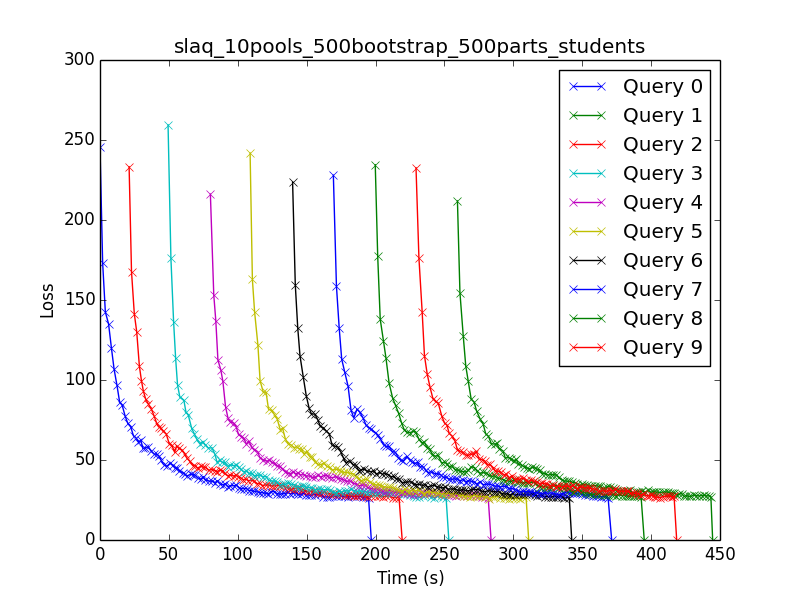 slaq_10pools_500bootstrap_500parts_students
300
250
200
150
100
50
0
Loss
Query 0
Query 1
Query 2
Query 3
Query 4
Query 5
Query 6
Query 7
Query 8
Query 9
0 50 100 150 200 250 300 350 400 450
Time (s)